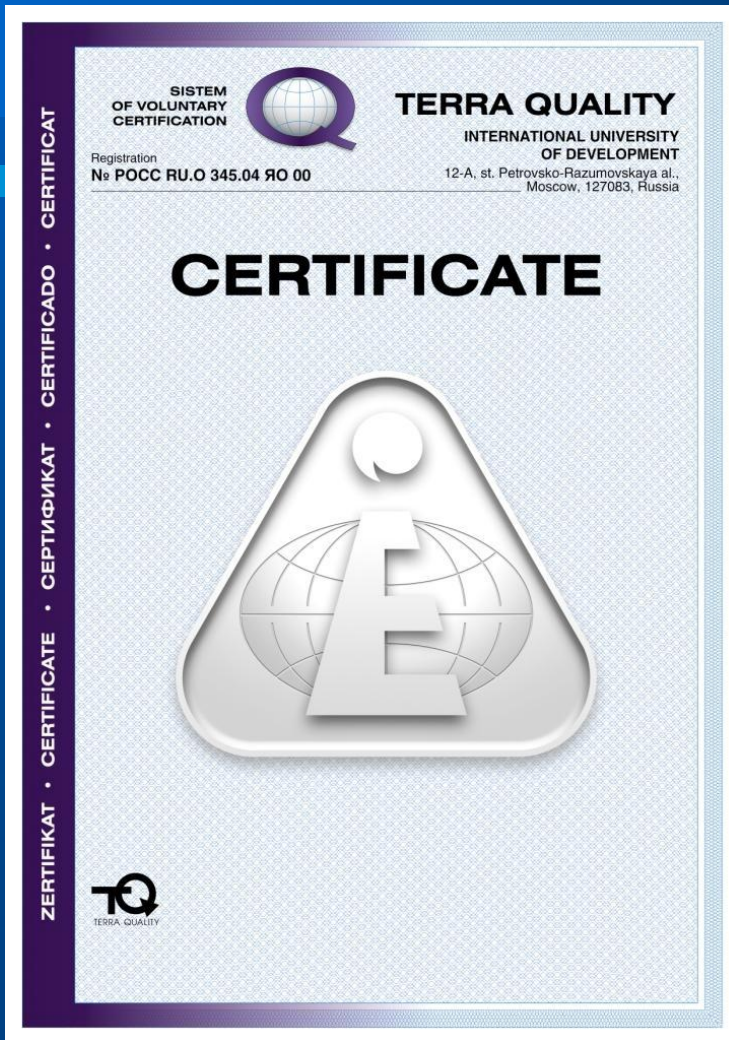 SISTEM
OF VOLUNTARY
CERTIFICATION
Registration
№ РОСС RU.О 345.04 ЯО 00
TERRA QUALITY
INTERNATIONAL UNIVERSITY
OF DEVELOPMENT
12-A, st. Petrovsko-Razumovskaya al.,
Moscow, 127083, Russia
CERTIFICATE
ZERTIFIKAT • CERTIFICATE • СЕРТИФИКАТ • CERTIFICADO • CERTIFICAT
TQ
TERRA QUALITY